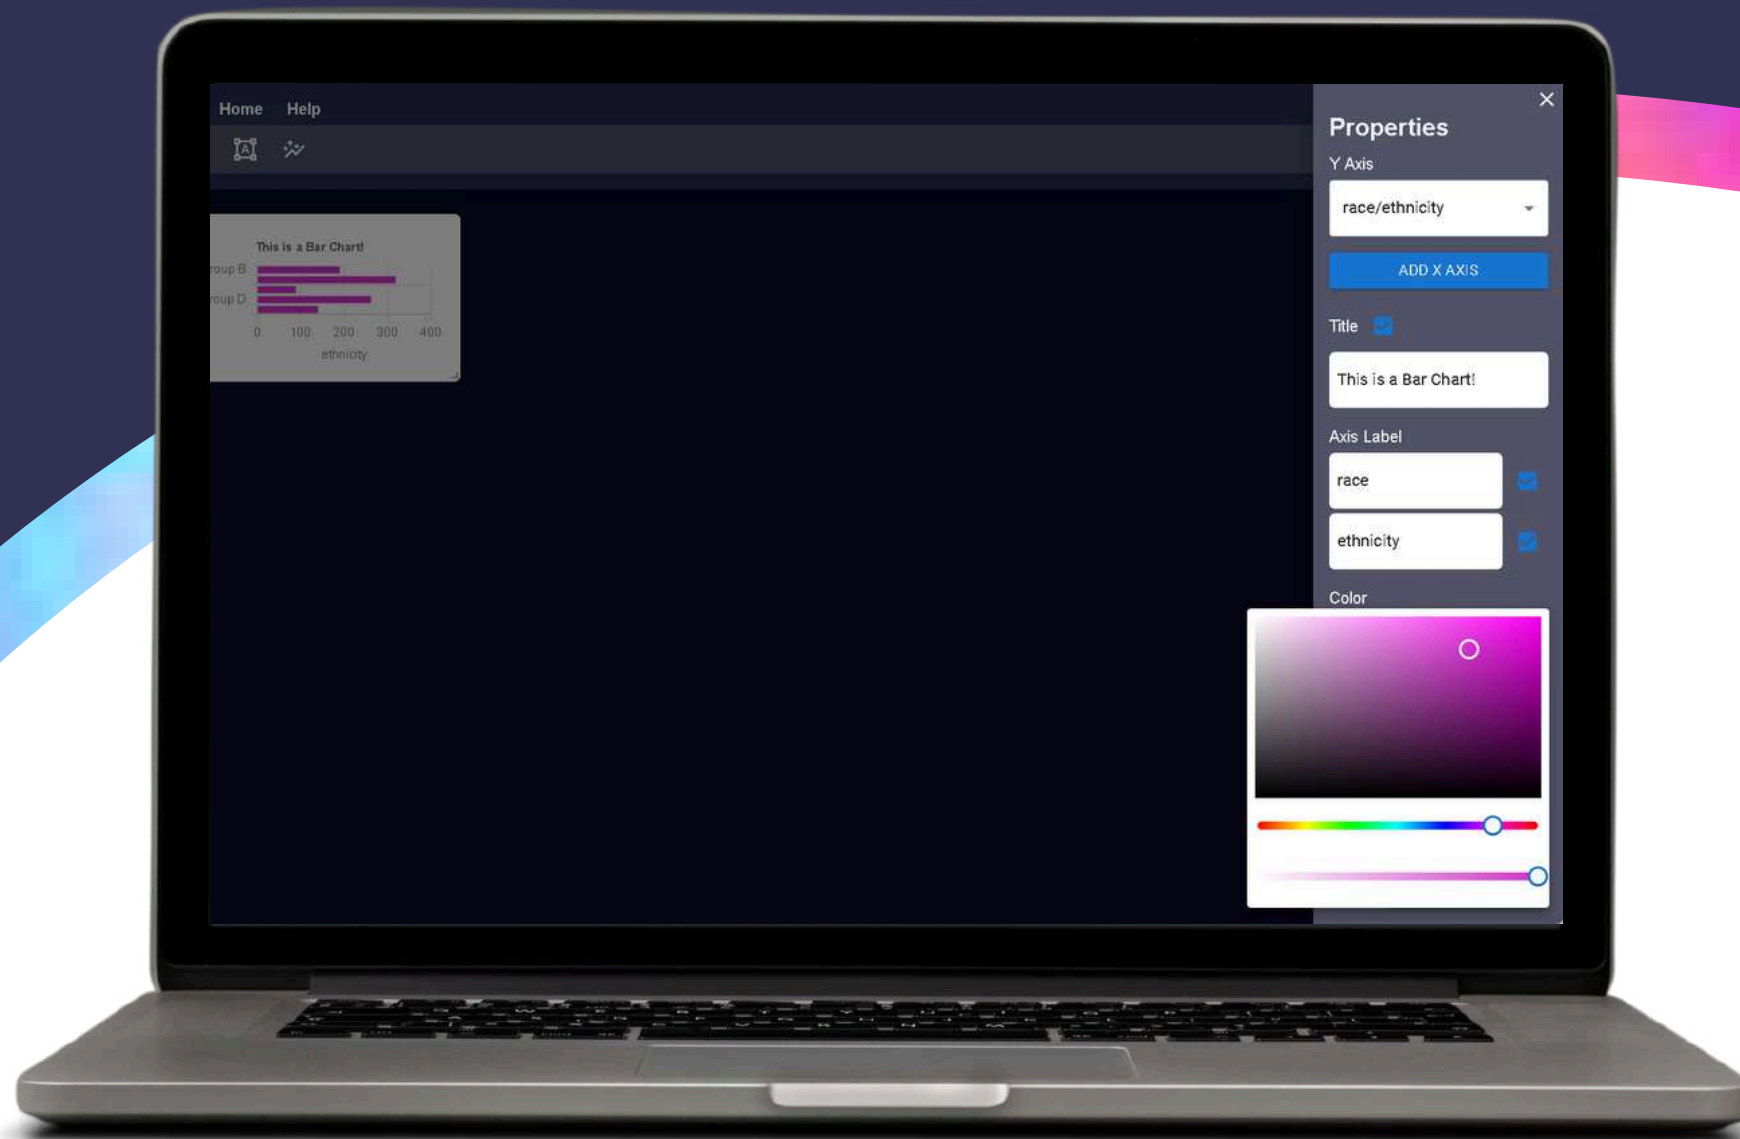 Home Help
A
This is a Bar Chart!
roup B
roup D
0 100 200 300 400
ethnicity
Properties
Y Axis
race/ethnicity
ADD X AXIS
Title
This is a Bar Chart!
Axis Label
race
ethnicity
Color